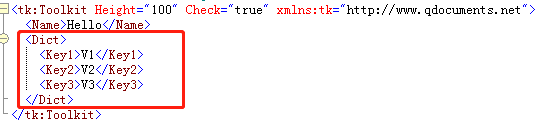 <tk:Toolkit Height="100" Check="true" xmlns:tk="http://www.qdocuments.net">
<Name>Hello</Name>
<Dict>
<Key1>V1</Key1>
<Key2>V2</Key2>
<Key3>V3</Key3>
</Dict>
</tk:Toolkit>